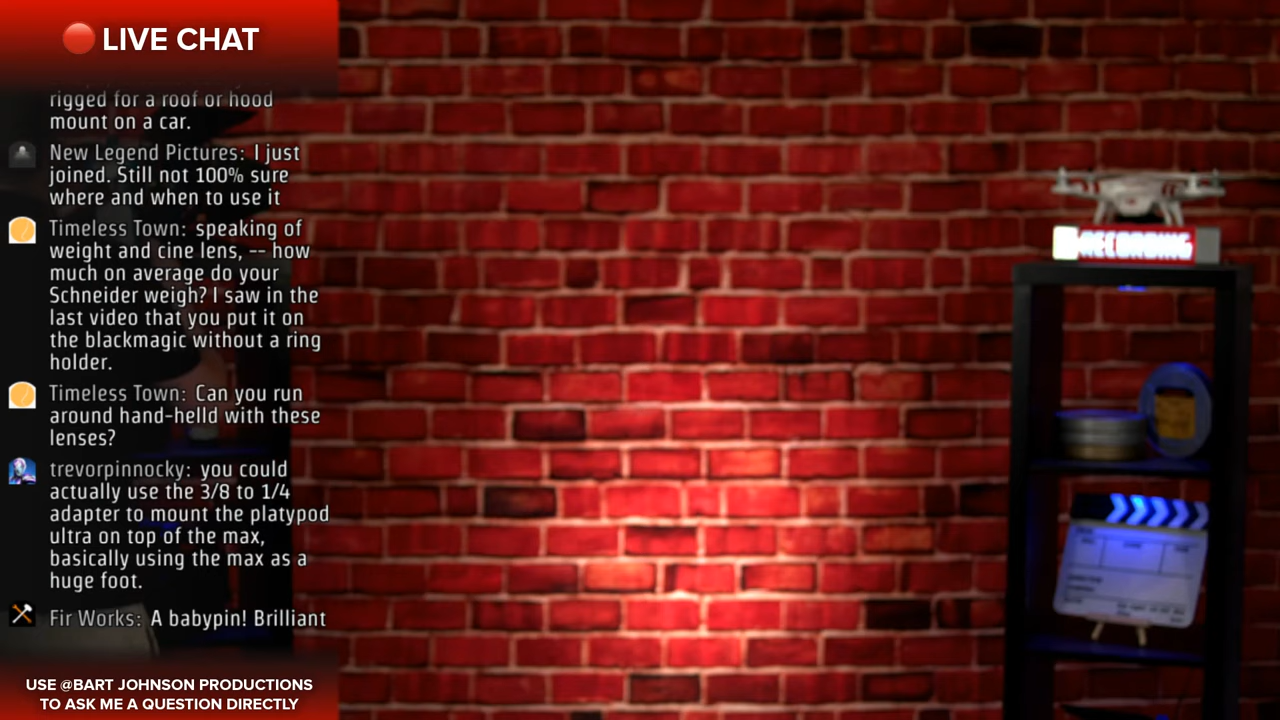 LIVE CHAT
rigged for a roof or hood
mount on a car.
New Legend Pictures: I just
joined. Still not 100% sure
where and when to use it
Timeless Town: speaking of
weight and cine lens, -- how
much on average do your
Schneider weigh? I saw in the
last video that you put it on
the blackmagic without a ring
holder.
Timeless Town: Can you run
around hand-helld with these
lenses?
trevorpinnocky: you could
actually use the 3/8 to 1/4
adapter to mount the platypod
ultra on top of the max,
basically using the max as a
huge foot.
Fir Works: A babypin! Brilliant
USE @BART JOHNSON PRODUCTIONS
TO ASK ME A QUESTION DIRECTLY
RECORDING